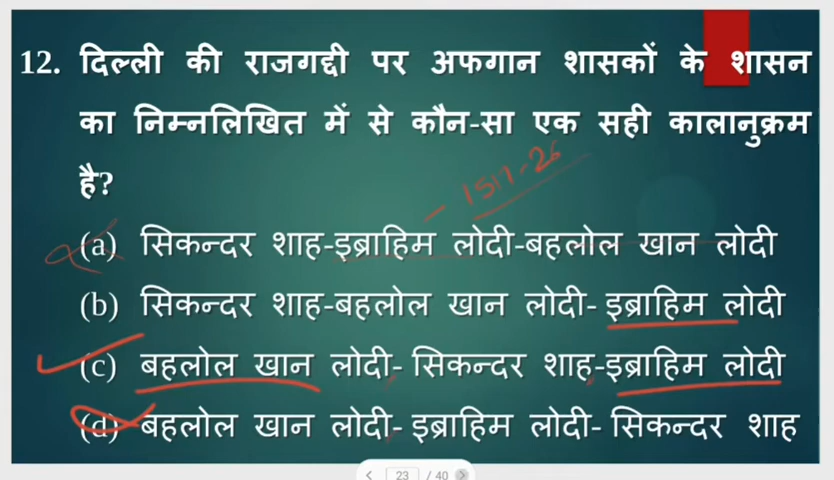 12. दिल्ली की राजगद्दी पर अफगान शासकों के शासन
का निम्नलिखित में से कौन-सा एक सही कालानुक्रम
है?
- 1517-26
(a) सिकन्दर शाह-इब्राहिम लोदी-बहलोल खान लोदी
(b) सिकन्दर शाह-बहलोल खान लोदी- इब्राहिम लोदी
(c) बहलोल खान लोदी- सिकन्दर शाह-इब्राहिम लोदी
(d) बहलोल खान लोदी- इब्राहिम लोदी- सिकन्दर शाह
23 / 40